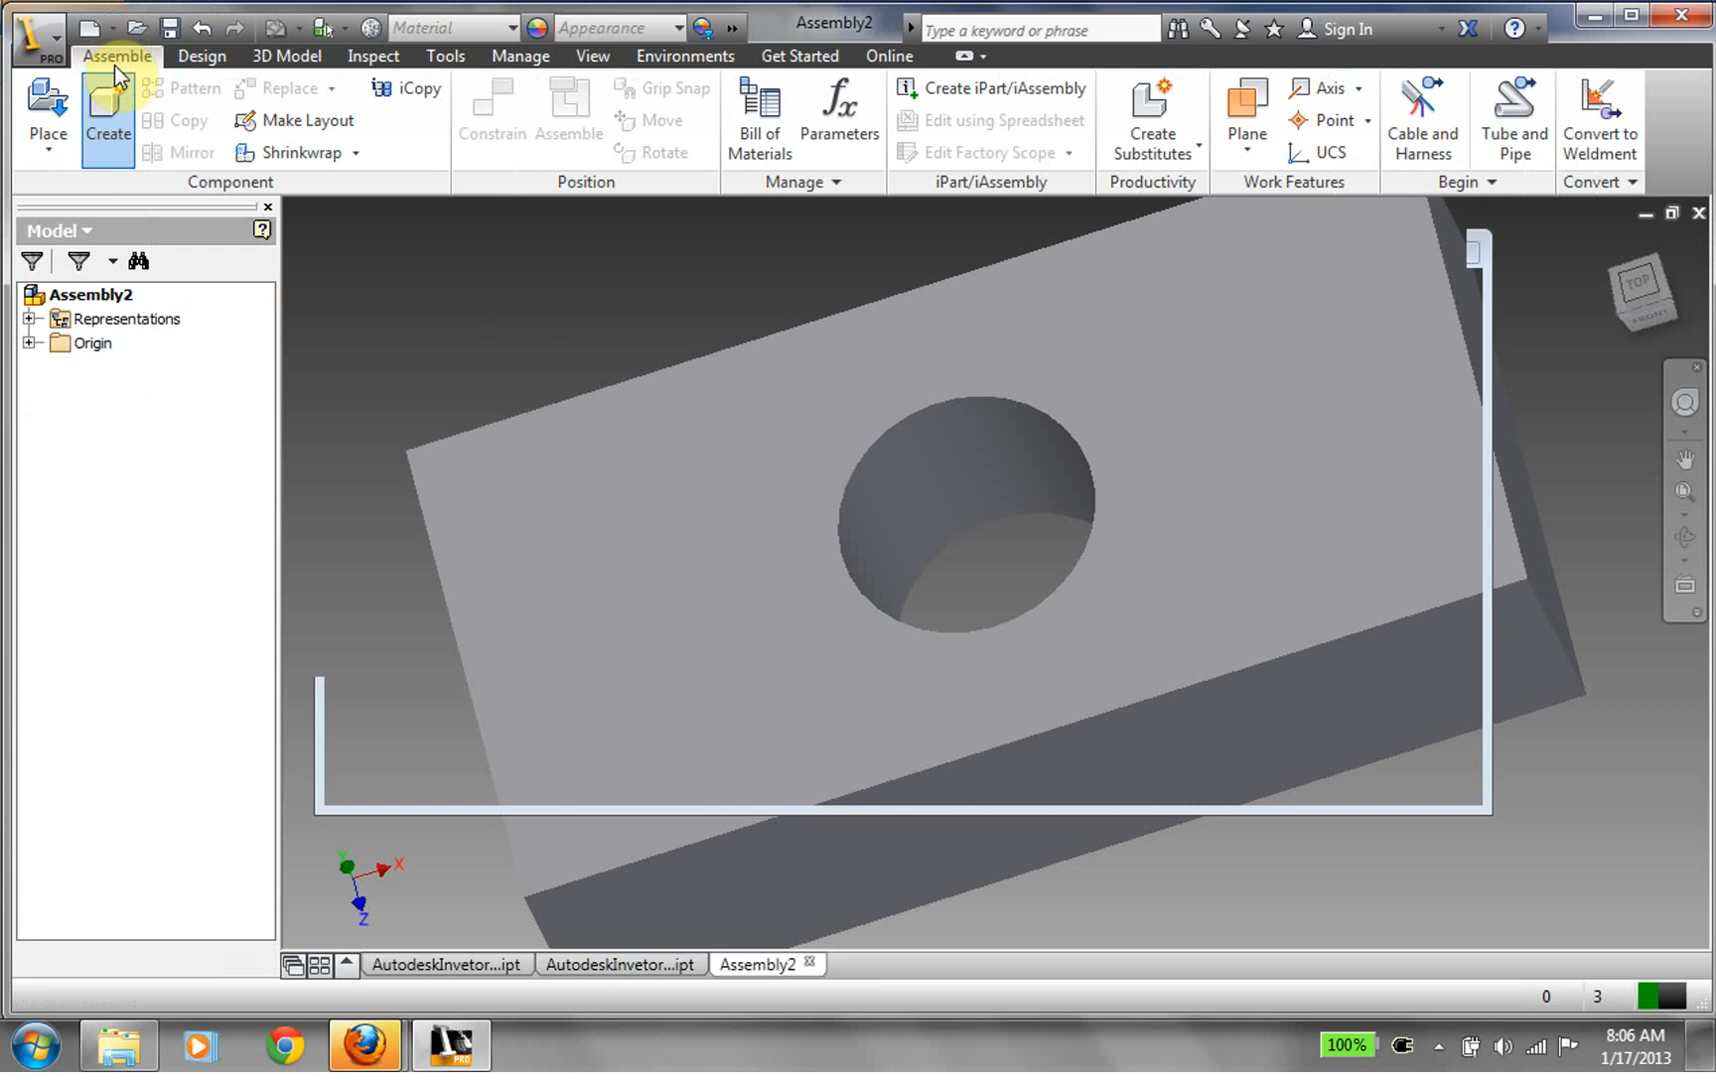 Material
Appearance
Assembly2
Type a keyword or phrase
Sign In
PRO
Assemble
Design
3D Model
Inspect
Tools
Manage
View
Environments
Get Started
Online
Place
Create
Pattern
Copy
Mirror
Replace
Make Layout
Shrinkwrap
iCopy
Component
Constrain
Assemble
Grip Snap
Move
Rotate
Position
Bill of
Materials
fx
Parameters
Manage
Create iPart/iAssembly
Edit using Spreadsheet
Edit Factory Scope
iPart/iAssembly
Create
Substitutes
Productivity
Plane
Axis
Point
UCS
Work Features
Cable and
Harness
Tube and
Pipe
Begin
Convert to
Weldment
Convert
Model
Assembly2
Representations
Origin
TOP
FRONT
Y
X
Z
AutodeskInvetor...ipt
AutodeskInvetor...ipt
Assembly2
0
3
PRO
100%
8:06 AM
1/17/2013